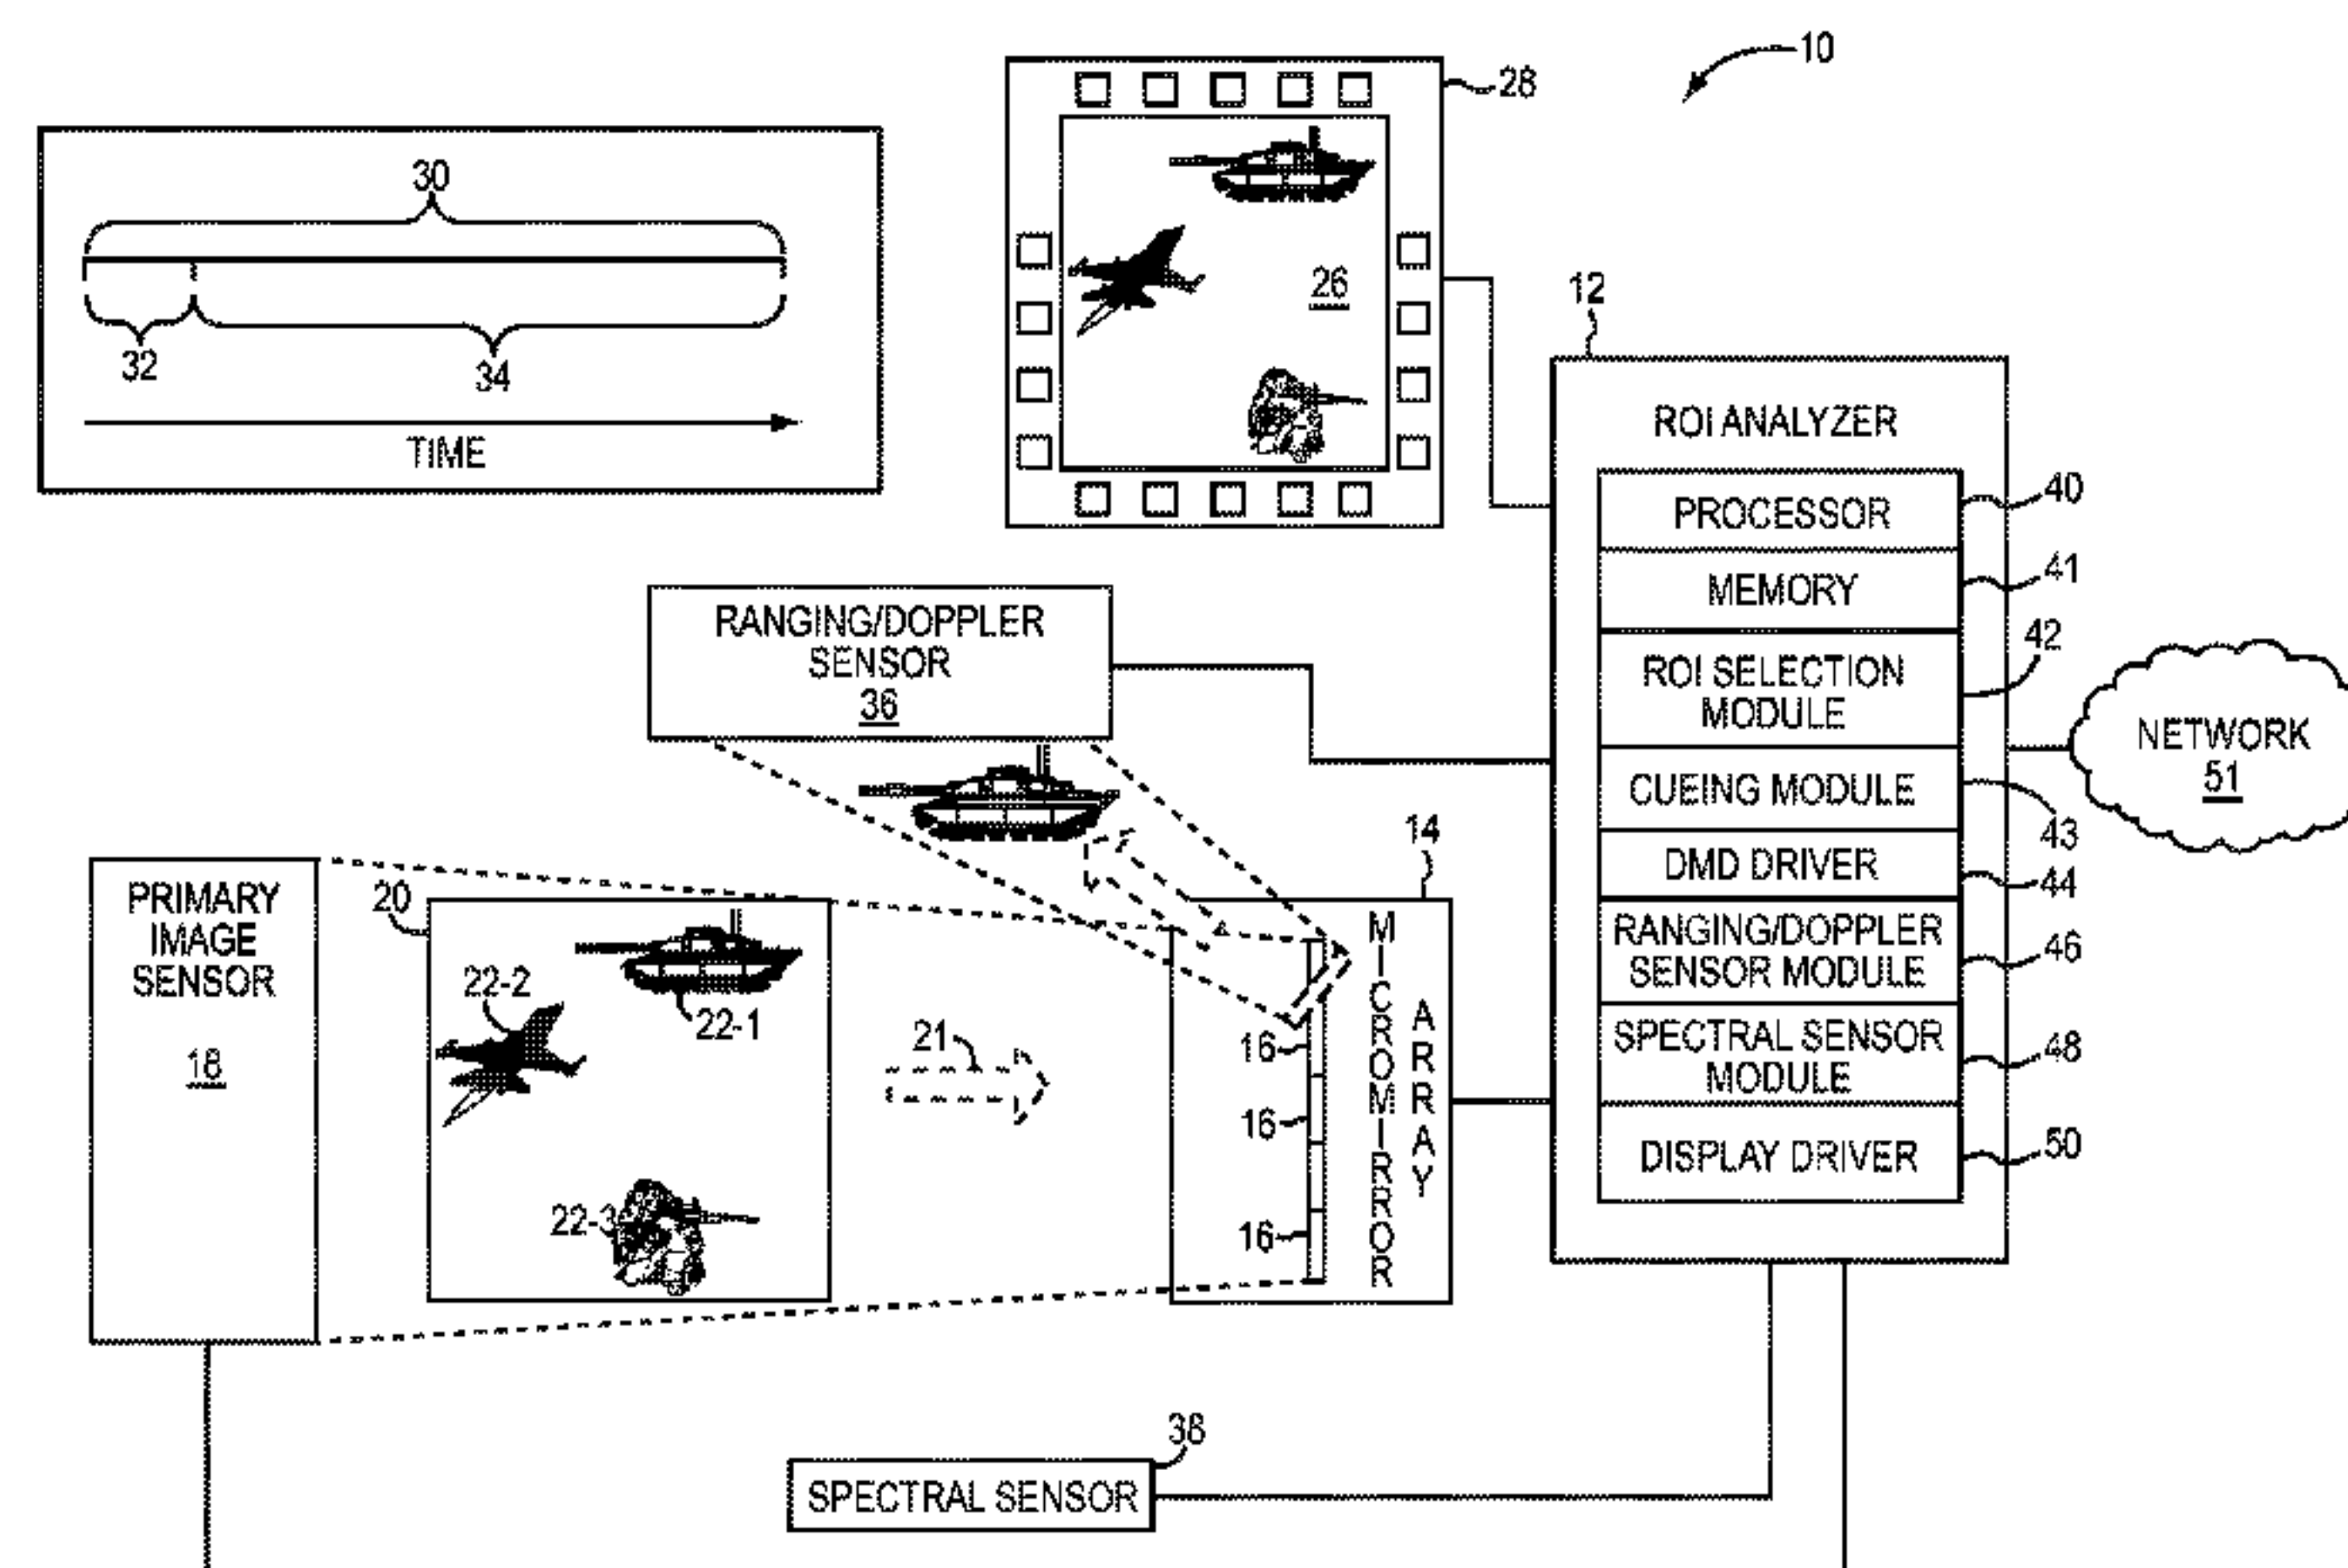 10
28
30
32
34
TIME
26
12
ROI ANALYZER
PROCESSOR
40
MEMORY
41
ROI SELECTION
MODULE
42
CUEING MODULE
43
DMD DRIVER
44
RANGING/DOPPLER
SENSOR MODULE
46
SPECTRAL SENSOR
MODULE
48
DISPLAY DRIVER
50
NETWORK
51
RANGING/DOPPLER
SENSOR
36
PRIMARY
IMAGE
SENSOR
18
20
22-2
22-1
22-3
21
14
MICROMIRROR
ARRAY
16
16
16
SPECTRAL SENSOR
38